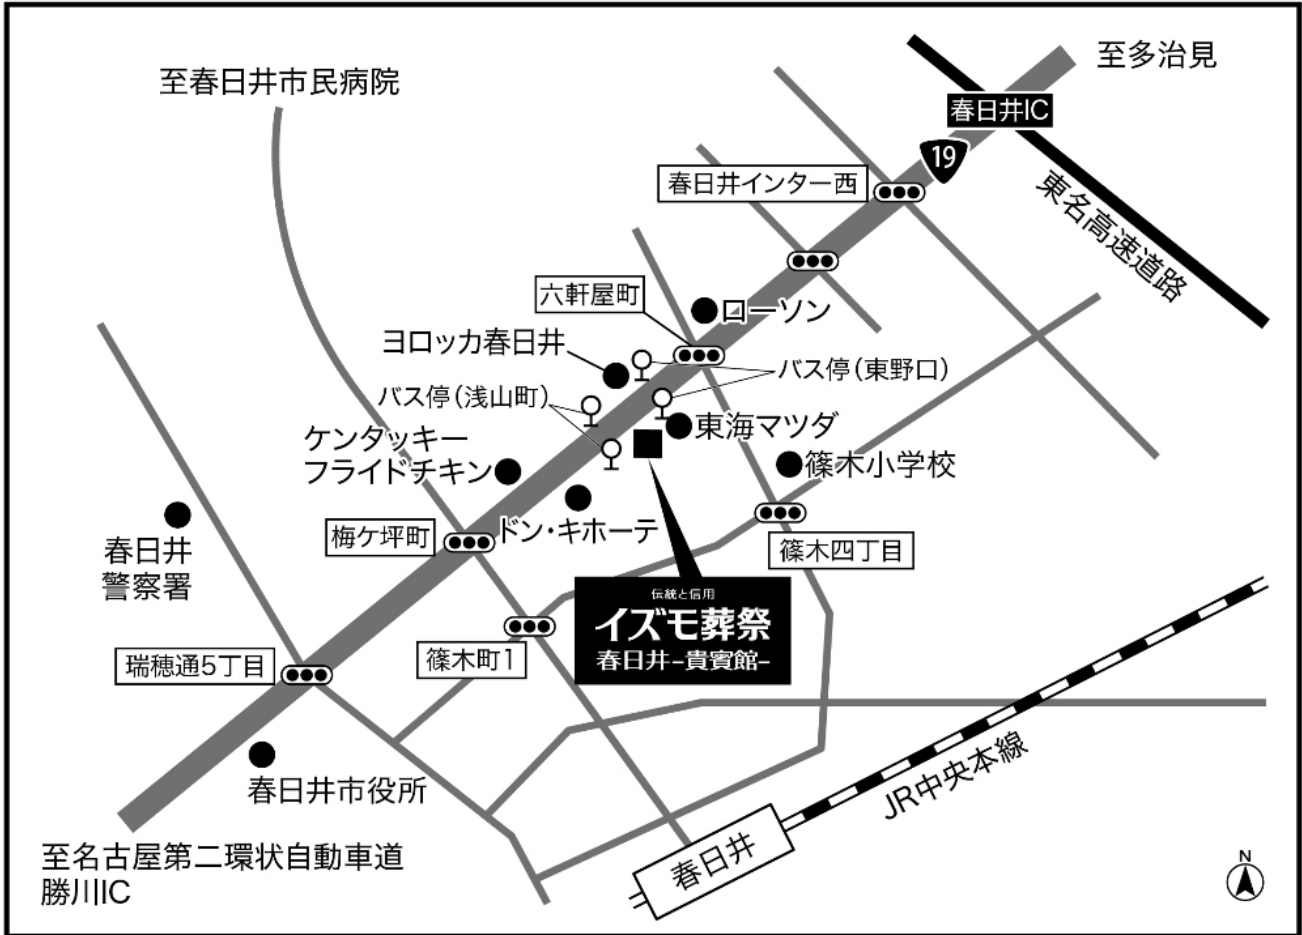 至春日井市民病院
至多治見
春日井IC
19
春日井インター西
東名高速道路
六軒屋町
ローソン
ヨロッカ春日井
バス停(東野口)
バス停(浅山町)
東海マツダ
ケンタッキー
フライドチキン
篠木小学校
梅ケ坪町
ドン・キホーテ
篠木四丁目
春日井
警察署
伝統と信用
イズモ葬祭
春日井-貴賓館-
瑞穂通5丁目
篠木町1
春日井市役所
JR中央本線
春日井
至名古屋第二環状自動車道
勝川IC
N